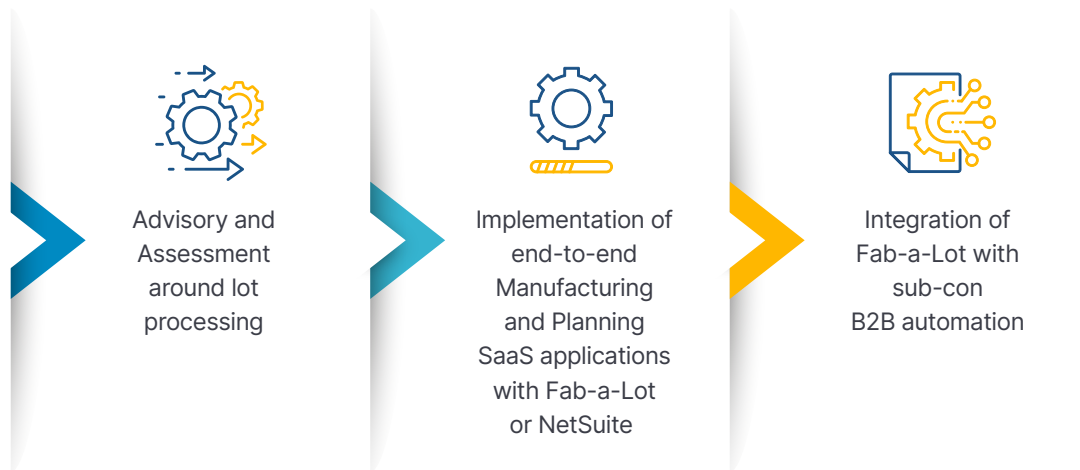 Advisory and
Assessment
around lot
processing
Implementation of
end-to-end
Manufacturing
and Planning
SaaS applications
with Fab-a-Lot
or NetSuite
Integration of
Fab-a-Lot with
sub-con
B2B automation